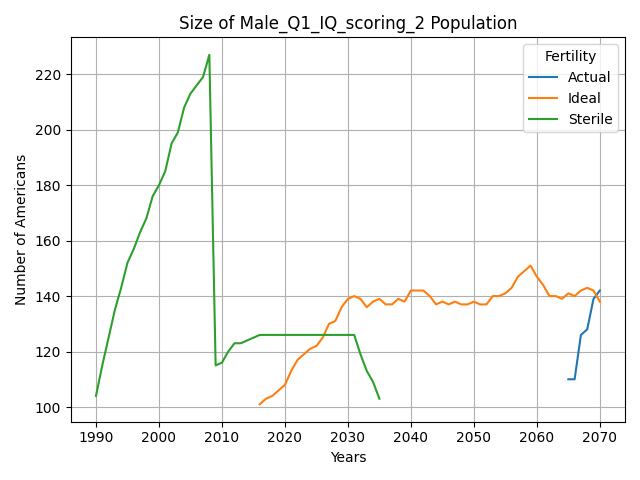 Size of Male_Q1_IQ_scoring_2 Population
Fertility
Actual
Ideal
Sterile
Number of Americans
220
200
180
160
140
120
100
1990
2000
2010
2020
2030
2040
2050
2060
2070
Years